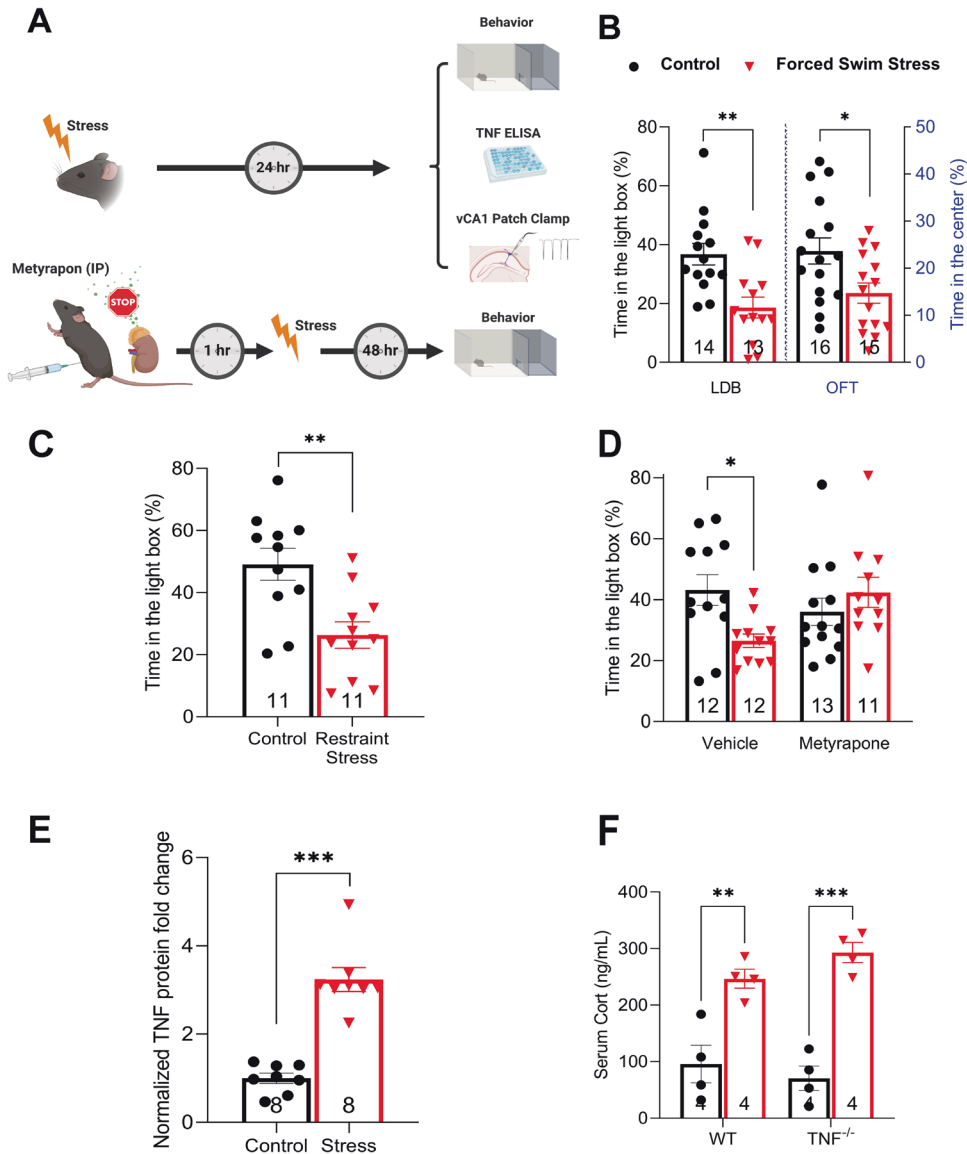 A
Behavior
Stress
24 hr
TNF ELISA
vCA1 Patch Clamp
Metyrapon (IP)
STOP
1 hr
Stress
48 hr
Behavior
B
Control
Forced Swim Stress
**
*
Time in the light box (%)
80
60
40
20
0
14
13
16
15
50
40
30
20
10
0
Time in the center (%)
LDB
OFT
C
**
Time in the light box (%)
80
60
40
20
0
11
11
Control
Restraint
Stress
D
*
Time in the light box (%)
80
60
40
20
0
12
12
13
11
Vehicle
Metyrapone
E
***
Normalized TNF protein fold change
6
4
2
0
8
8
Control
Stress
F
**
***
Serum Cort (ng/mL)
400
300
200
100
0
4
4
4
4
WT
TNF⁻/⁻